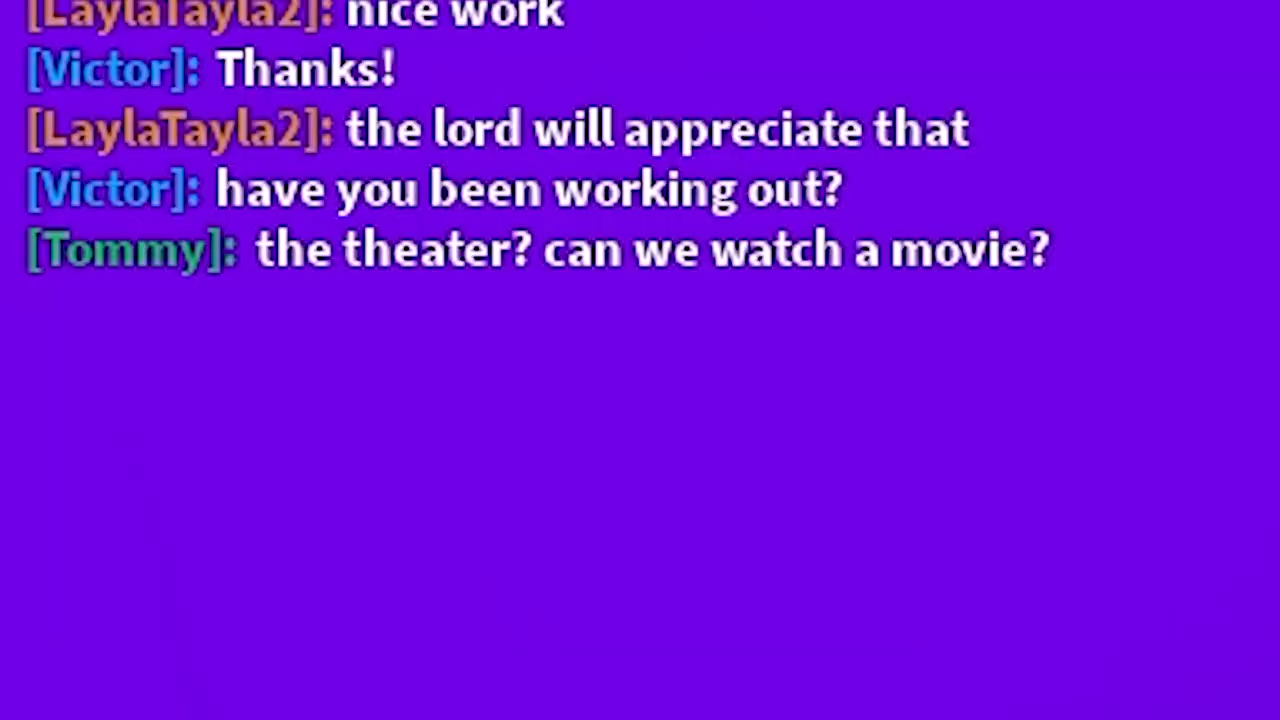 [LaylaTayla2]: nice work
[Victor]: Thanks!
[LaylaTayla2]: the lord will appreciate that
[Victor]: have you been working out?
[Tommy]: the theater? can we watch a movie?